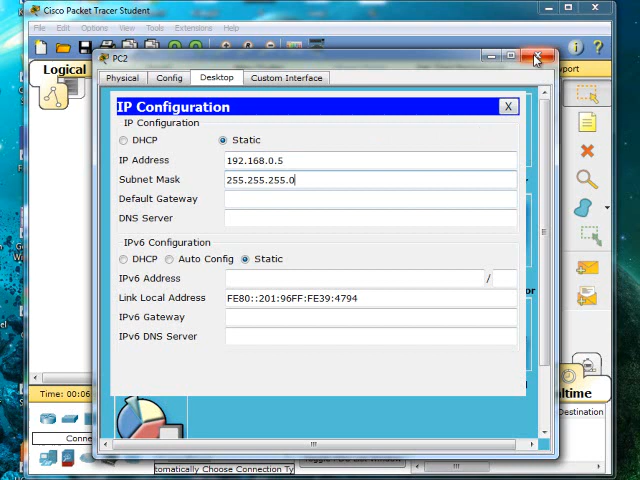 Cisco Packet Tracer Student
File Edit Options View Tools Extensions Help
PC2
Logical
Physical Config Desktop Custom Interface
IP Configuration X
IP Configuration
DHCP Static
IP Address 192.168.0.5
Subnet Mask 255.255.255.0
Default Gateway
DNS Server
IPv6 Configuration
DHCP Auto Config Static
IPv6 Address /
Link Local Address FE80::201:96FF:FE39:4794
IPv6 Gateway
IPv6 DNS Server
Time: 00:06
ltime
Conne
Destination
tomatically Choose Connection Ty